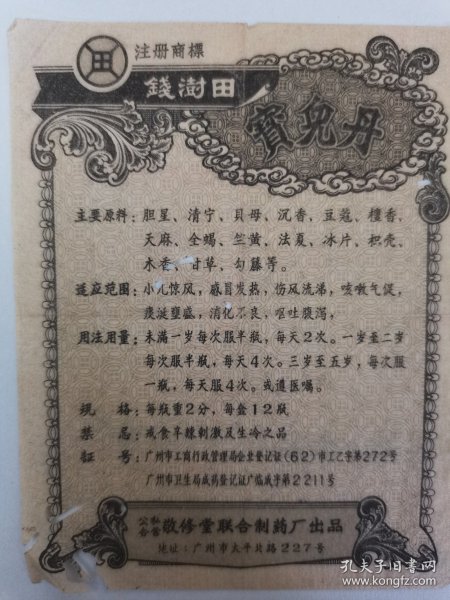 注册商標
錢澍田
寳兒丹
主要原料：胆星、清宁、貝母、沉香、豆蔻、檀香、
天麻、全蝎、竺黄、法夏、冰片、枳壳、
木香、甘草、勾藤等。
适应范围：小儿惊风，感冒发热，伤风流涕，咳嗽气促，
痰涎壅盛，消化不良，呕吐腹泻，
用法用量：未滿一岁每次服半瓶，每天2次。一岁至二岁
每次服半瓶，每天4次。三岁至五岁，每次服
一瓶，每天服4次。或遵医嘱。
规 格：每瓶重2分，每盒12瓶
禁 忌：戒食辛辣刺激及生冷之品
証 号：广州市工商行政管理局企业登记証(62)市工乙字第272号
广州市卫生局成药登记証广临成字第2211号
公私合营 敬修堂联合制药厂出品
地址：广州市太平北路227号
孔夫子旧书网
www.kongfz.com